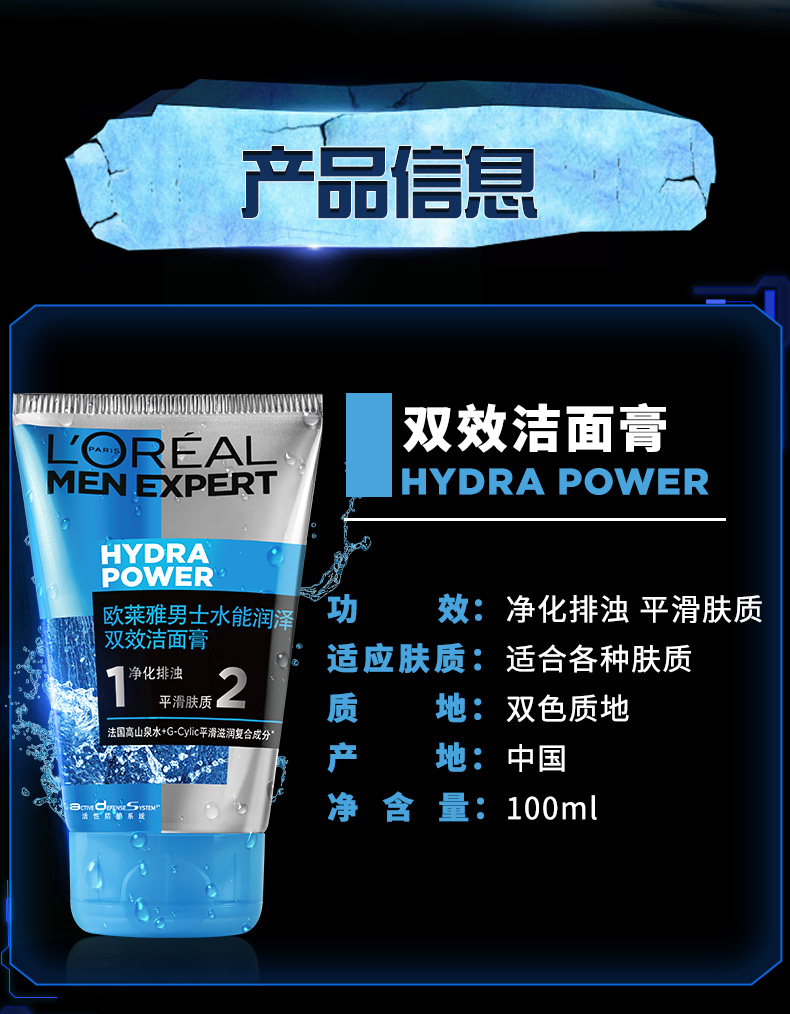 产品信息
双效洁面膏
HYDRA POWER
功效：净化排浊 平滑肤质
适应肤质：适合各种肤质
质地：双色质地
产地：中国
净含量：100ml
L'ORÉAL
PARIS
MEN EXPERT
HYDRA
POWER
欧莱雅男士水能润泽
双效洁面膏
1 净化排浊
平滑肤质 2
法国高山泉水+G-Cylic平滑滋润复合成分*
ACTIVE DEFENSE SYSTEM
活性防护系统